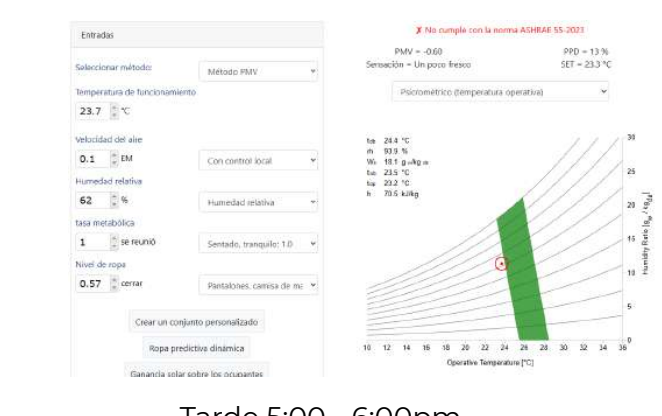 Entradas
Seleccionar método:
Método PMV
Temperatura de funcionamiento
23.7 °C
Velocidad del aire
0.1 EM
Con control local
Humedad relativa
62 %
Humedad relativa
tasa metabólica
1 se reunió
Sentado, tranquilo: 1.0
Nivel de ropa
0.57 cerrar
Pantalones, camisa de ma
Crear un conjunto personalizado
Ropa predictiva dinámica
Ganancia solar sobre los ocupantes
✗ No cumple con la norma ASHRAE 55-2023
PMV = -0.60
PPD = 13 %
Sensación = Un poco fresco
SET = 23.3 °C
Psicrométrico (temperatura operativa)
24.4 °C
rh 93.9 %
18.1
23.5 °C
23.2 °C
h 70.5 kJ/kg
30
25
20
15
10
5
0
Humidity Ratio
10 12 14 16 18 20 22 24 26 28 30 32 34 36
Operative Temperature [°C]
Tarde 5:00 - 6:00pm